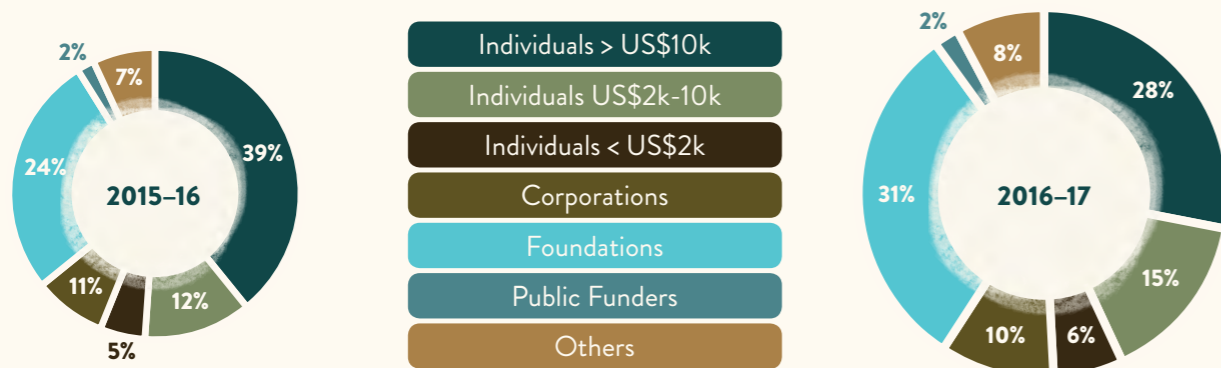 2%
7%
39%
24%
2015–16
11%
12%
5%
Individuals > US$10k
Individuals US$2k-10k
Individuals < US$2k
Corporations
Foundations
Public Funders
Others
2%
8%
28%
31%
2016–17
15%
10%
6%